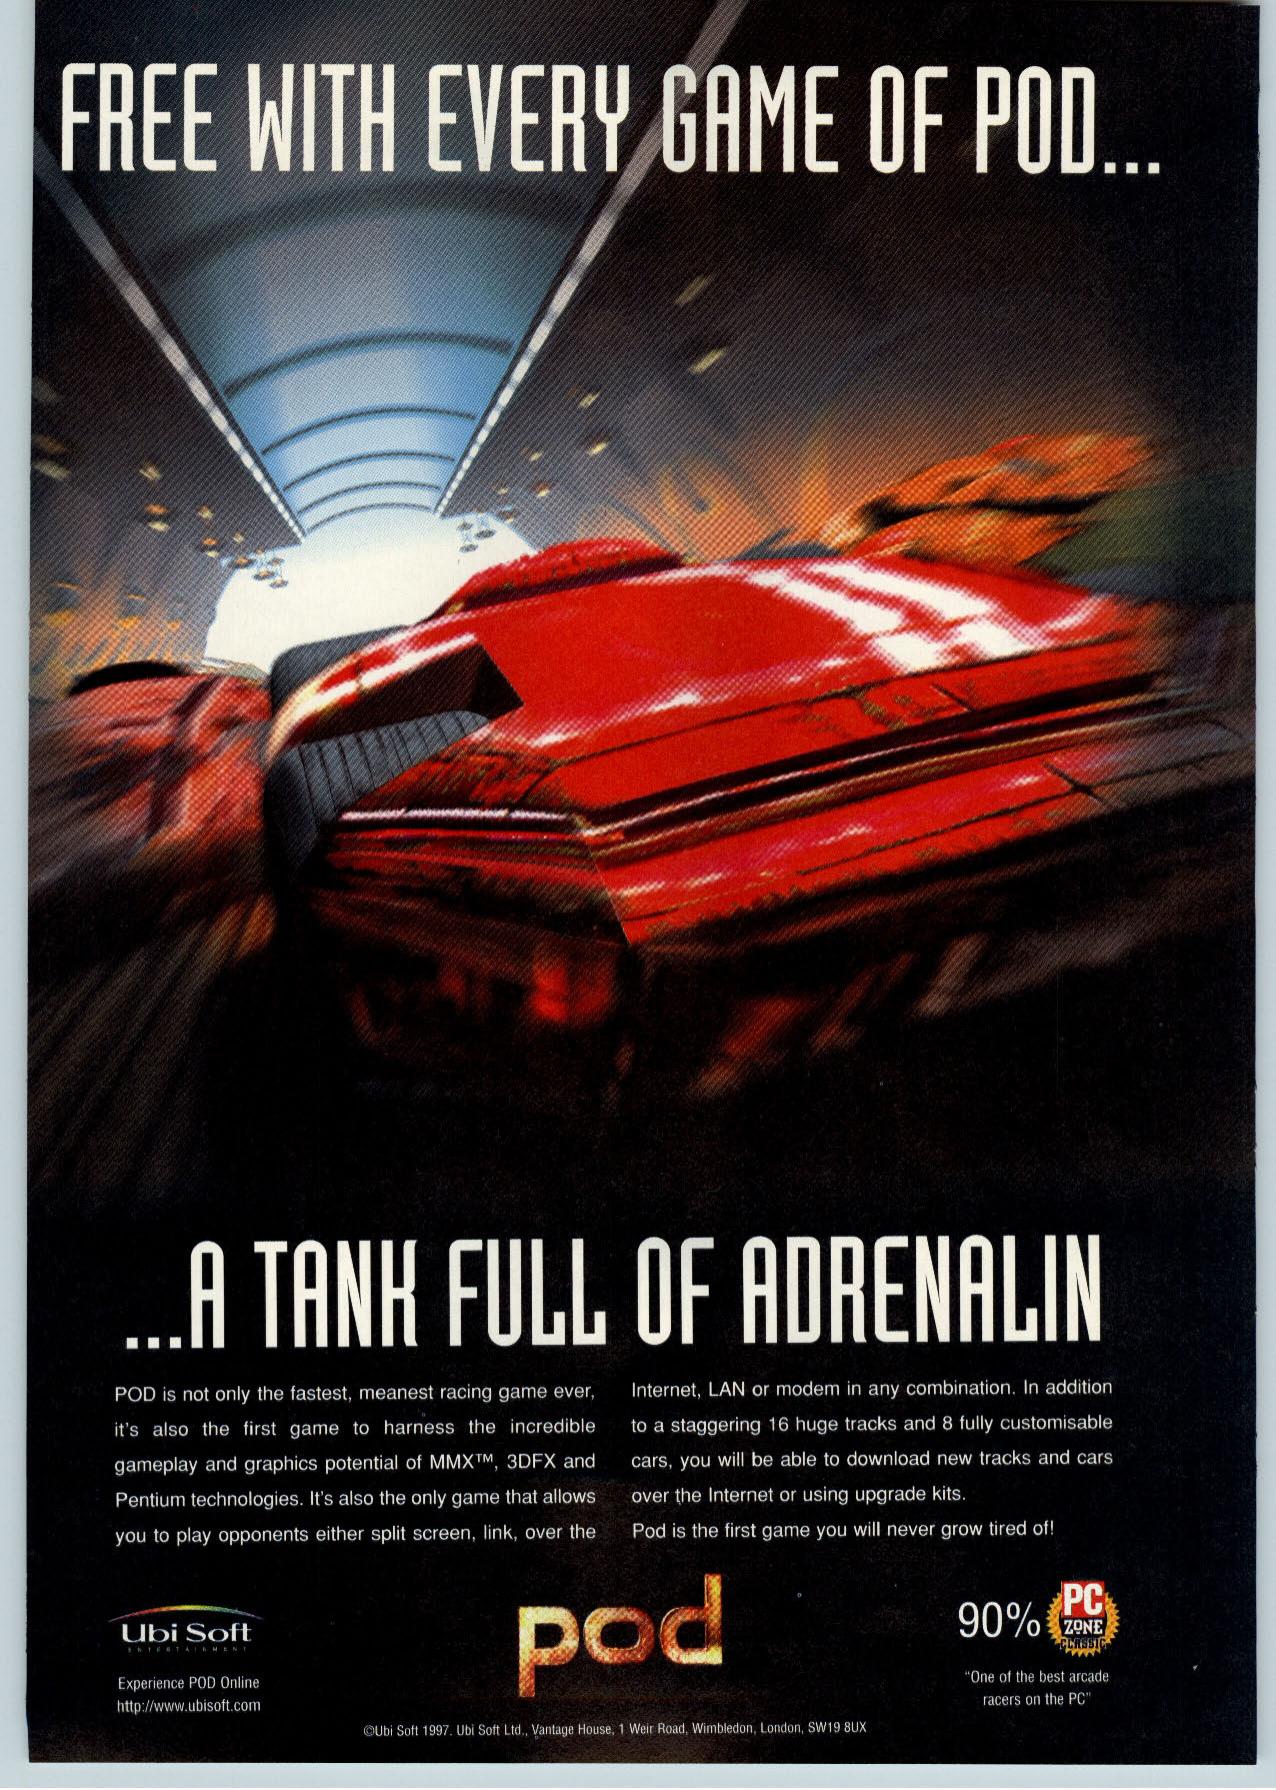 FREE WITH EVERY GAME OF POD...
...A TANK FULL OF ADRENALIN
POD is not only the fastest, meanest racing game ever,
it's also the first game to harness the incredible
gameplay and graphics potential of MMX™, 3DFX and
Pentium technologies. It's also the only game that allows
you to play opponents either split screen, link, over the
Internet, LAN or modem in any combination. In addition
to a staggering 16 huge tracks and 8 fully customisable
cars, you will be able to download new tracks and cars
over the Internet or using upgrade kits.
Pod is the first game you will never grow tired of!
Ubi Soft
ENTERTAINMENT
Experience POD Online
http://www.ubisoft.com
pod
90%
PC
ZONE
CLASSIC
"One of the best arcade
racers on the PC"
©Ubi Soft 1997. Ubi Soft Ltd., Vantage House, 1 Weir Road, Wimbledon, London, SW19 8UX